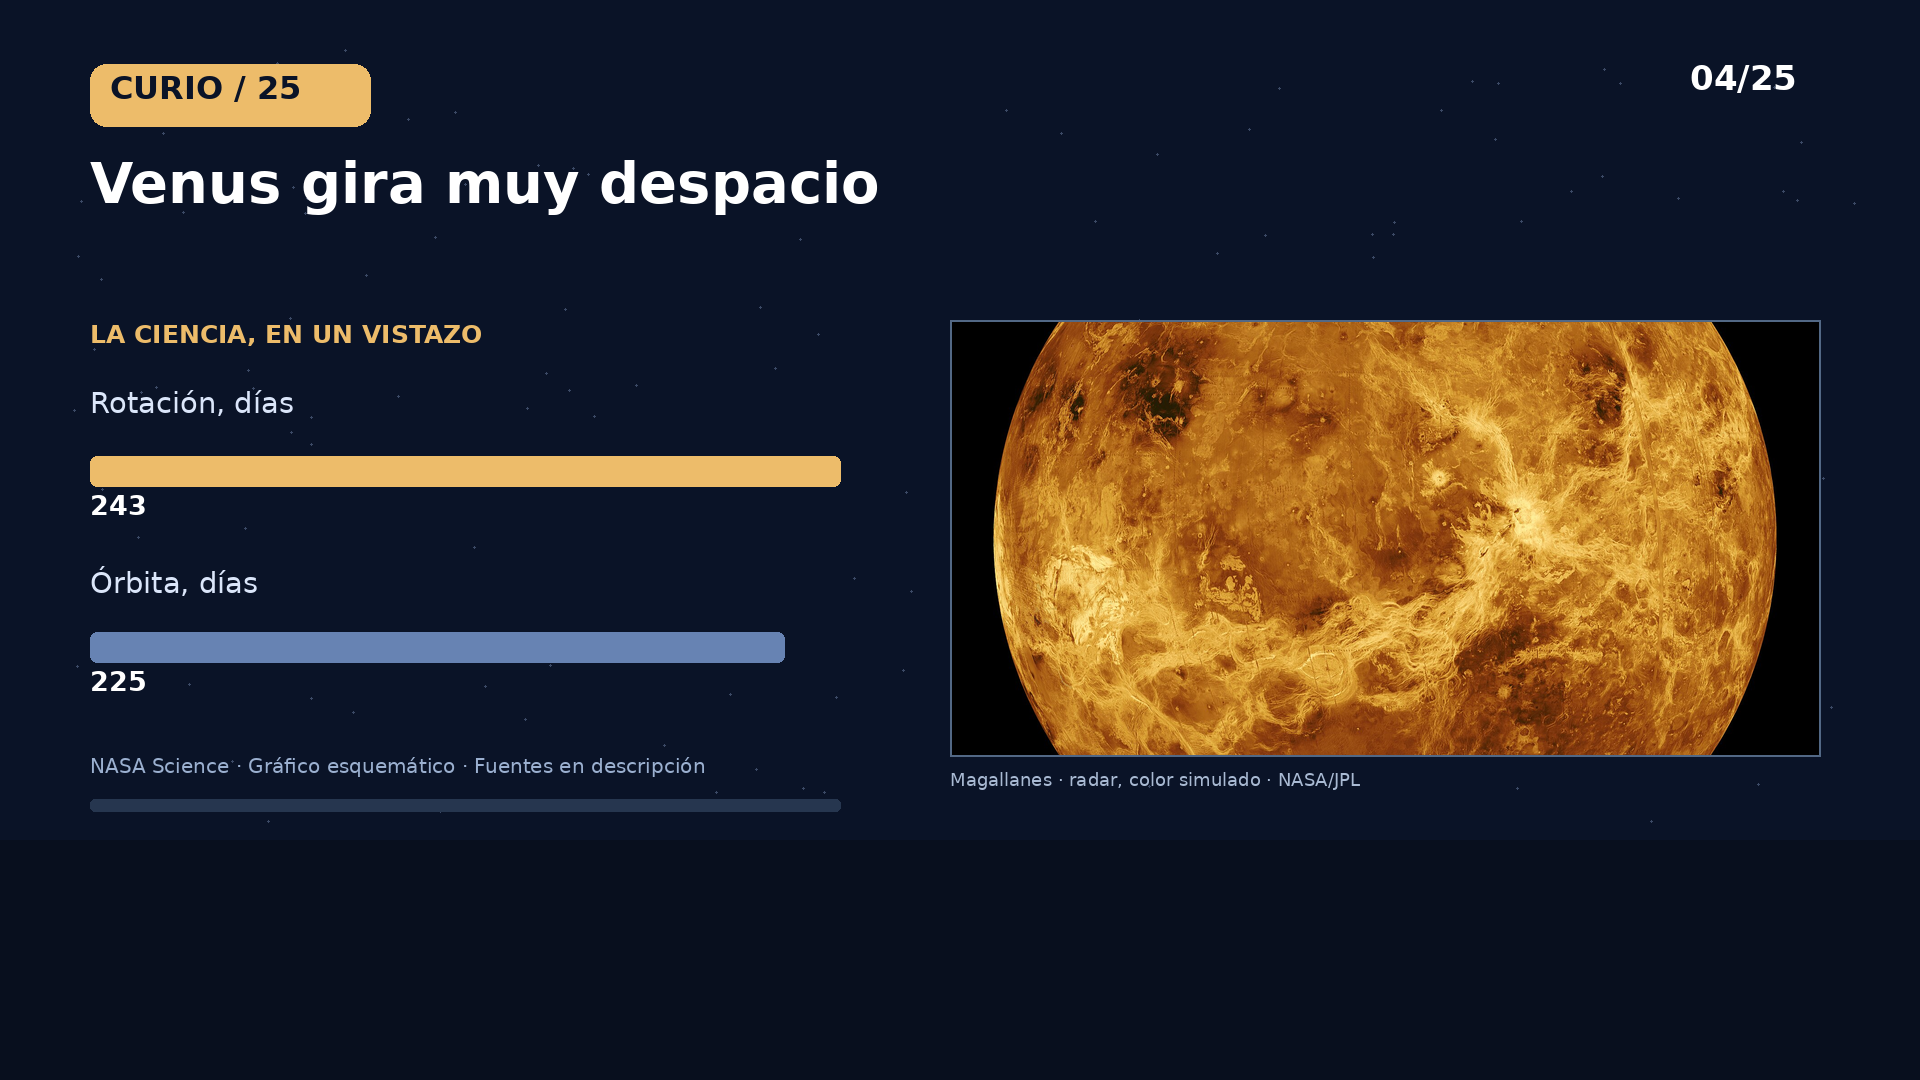 CURIO / 25
04/25
Venus gira muy despacio
LA CIENCIA, EN UN VISTAZO
Rotación, días
243
Órbita, días
225
NASA Science · Gráfico esquemático · Fuentes en descripción
Magallanes · radar, color simulado · NASA/JPL